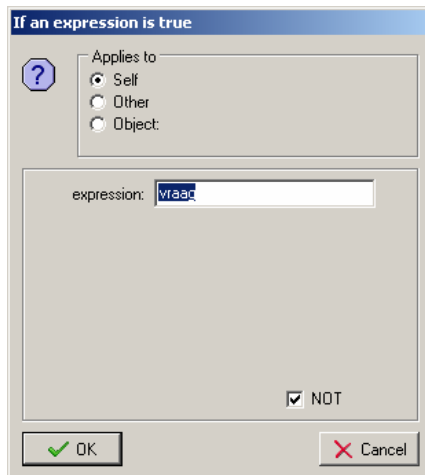 If an expression is true
Applies to
Self
Other
Object:
expression: vraag
NOT
OK Cancel